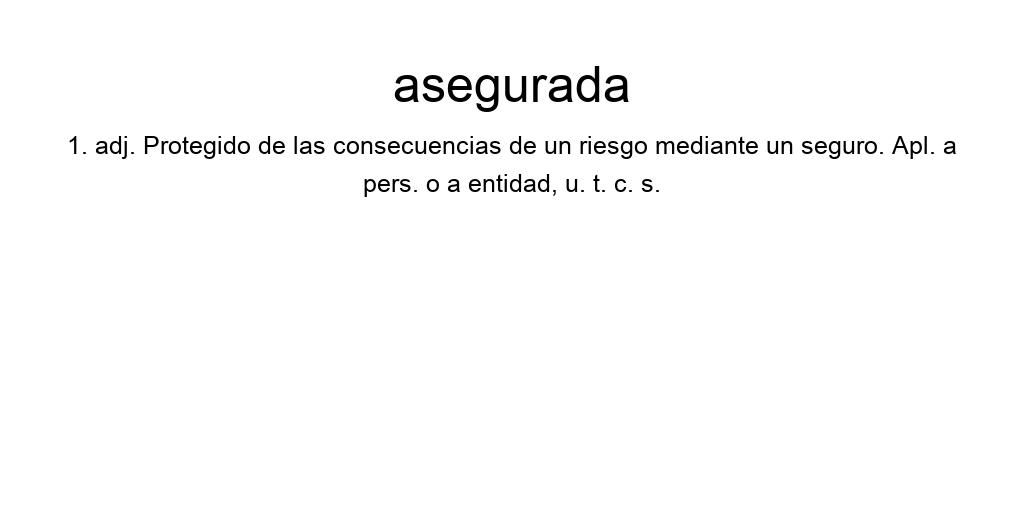 asegurada
1. adj. Protegido de las consecuencias de un riesgo mediante un seguro. Apl. a
pers. o a entidad, u. t. c. s.